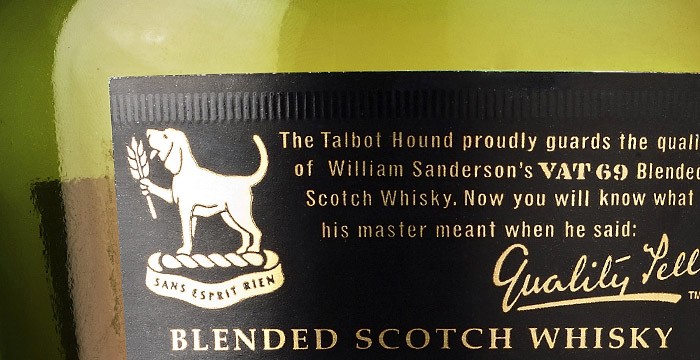 The Talbot Hound proudly guards the quali
of William Sanderson's VAT 69 Blended
Scotch Whisky. Now you will know what
his master meant when he said:
Quality Tell
TM
SANS ESPRIT RIEN
BLENDED SCOTCH WHISKY